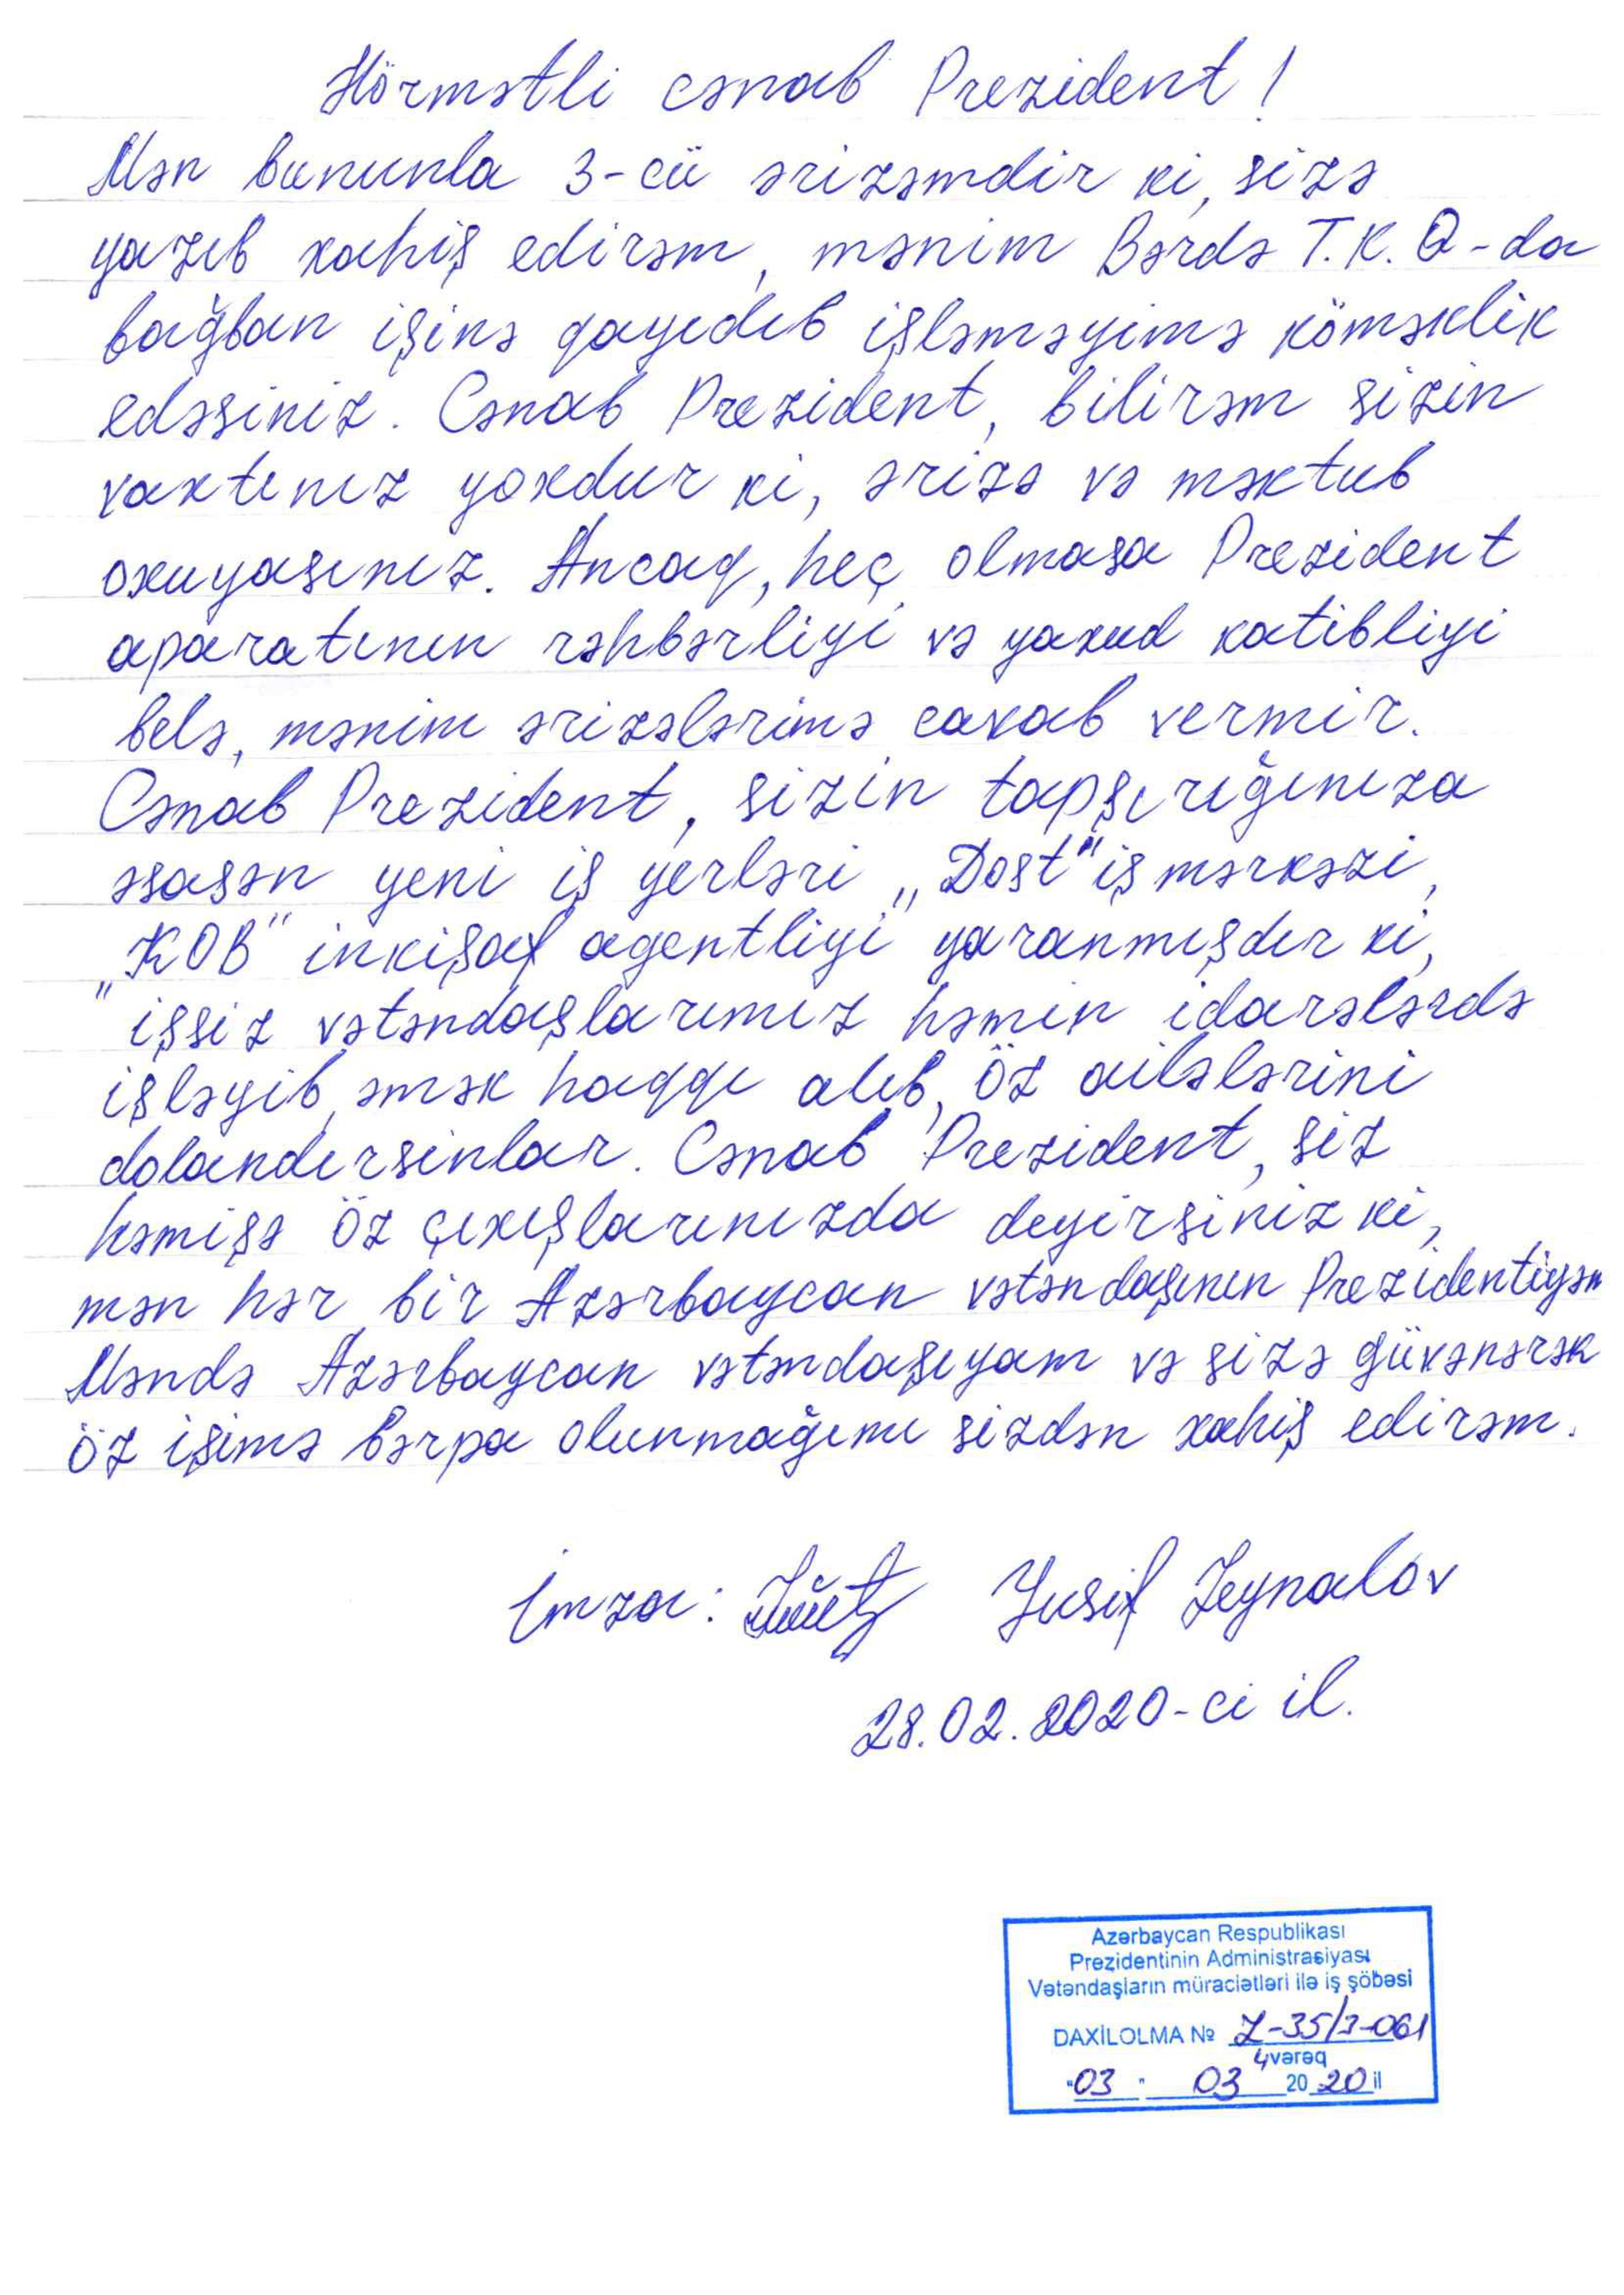 Hörmətli cənab Prezident!
Mən bununla 3-cü ərizəmdir ki, sizə
yazıb xahiş edirəm, mənim Bərdə T.K.Q-da
bağban işinə qayıdıb işləməyimə köməklik
edəsiniz. Cənab Prezident, bilirəm sizin
vaxtınız yoxdur ki, ərizə və məktub
oxuyasınız. Ancaq, heç olmasa Prezident
aparatının rəhbərliyi və yaxud katibliyi
belə, mənim ərizələrimə cavab vermir.
Cənab Prezident, sizin tapşırığınıza
əsasən yeni iş yerləri „Dost" iş mərkəzi,
„KOB" inkişaf agentliyi yaranmışdır ki,
işsiz vətəndaşlarımız həmin idarələrdə
işləyib, əmək haqqı alıb, öz ailələrini
dolandırsınlar. Cənab Prezident, siz
həmişə öz çıxışlarınızda deyirsiniz ki,
mən hər bir Azərbaycan vətəndaşının Prezidentiyəm
Məndə Azərbaycan vətəndaşıyam və sizə güvənərək
öz işimə bərpa olunmağımı sizdən xahiş edirəm.
İmza: Yusif Zeynalov
28.02.2020-ci il.
Azərbaycan Respublikası
Prezidentinin Administrasiyası
Vətəndaşların müraciətləri ilə iş şöbəsi
DAXİLOLMA № Z-35/3-061
4 vərəq
"03" 03 2020 il